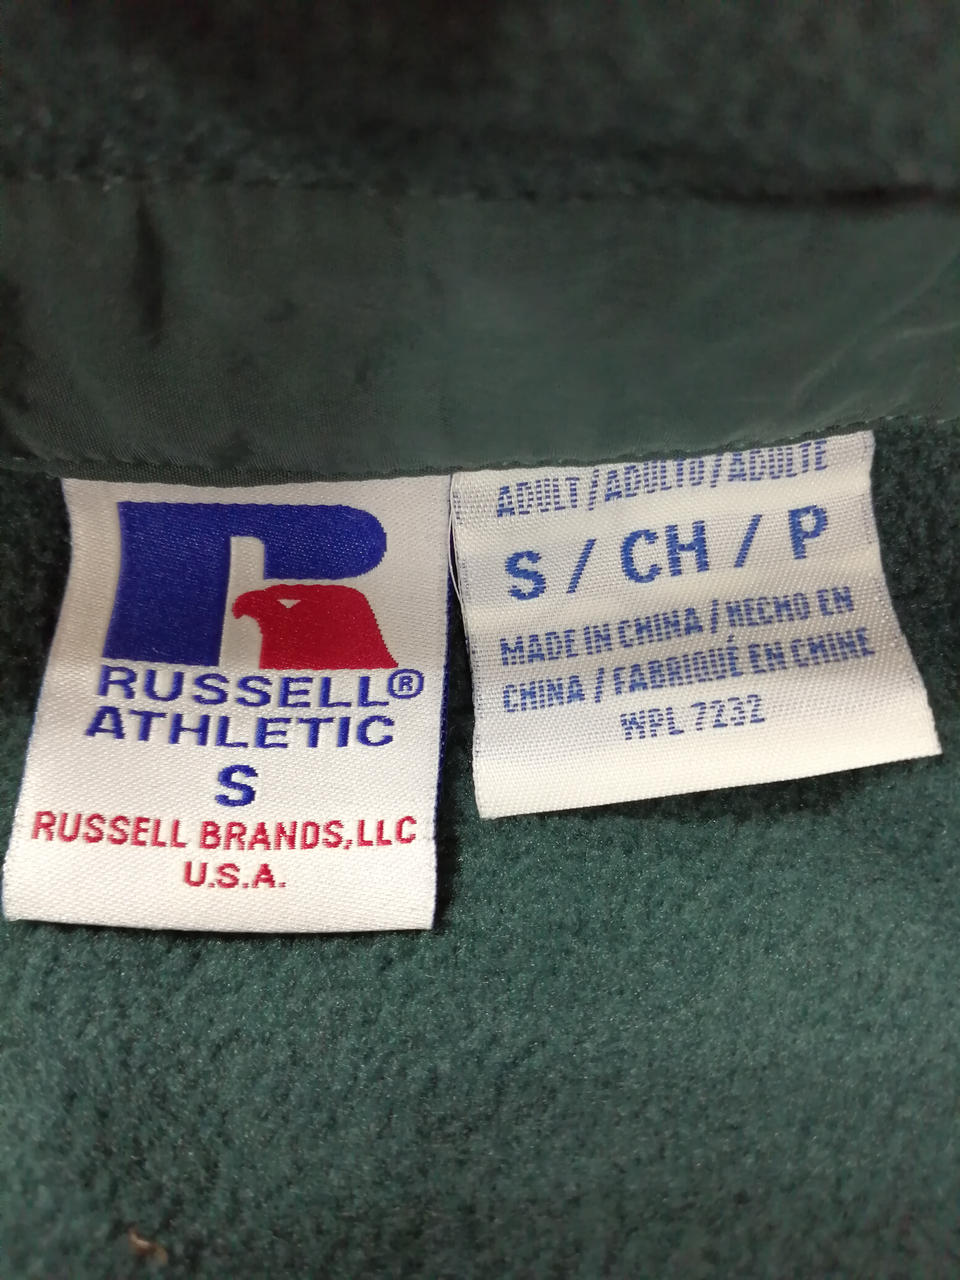 RUSSELL®
ATHLETIC
S
RUSSELL BRANDS, LLC
U.S.A.
ADULT / ADULTO / ADULTE
S / CH / P
MADE IN CHINA / HECHO EN
CHINA / FABRIQUÉ EN CHINE
WPL 7232